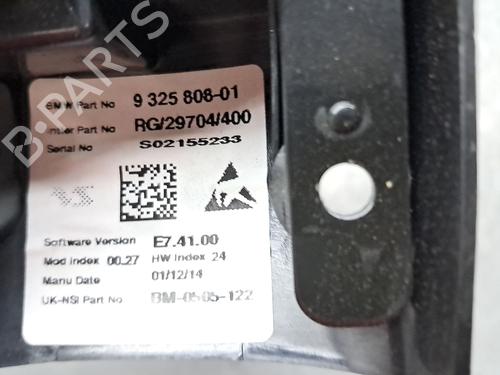 B-PARTS
BMW Part No 9 325 808-01
Inter Part No RG/29704/400
Serial No S02155233
Software Version E7.41.00
Mod Index 00.27 HW Index 24
Manu Date 01/12/14
UK-NSI Part No BM-0505-122